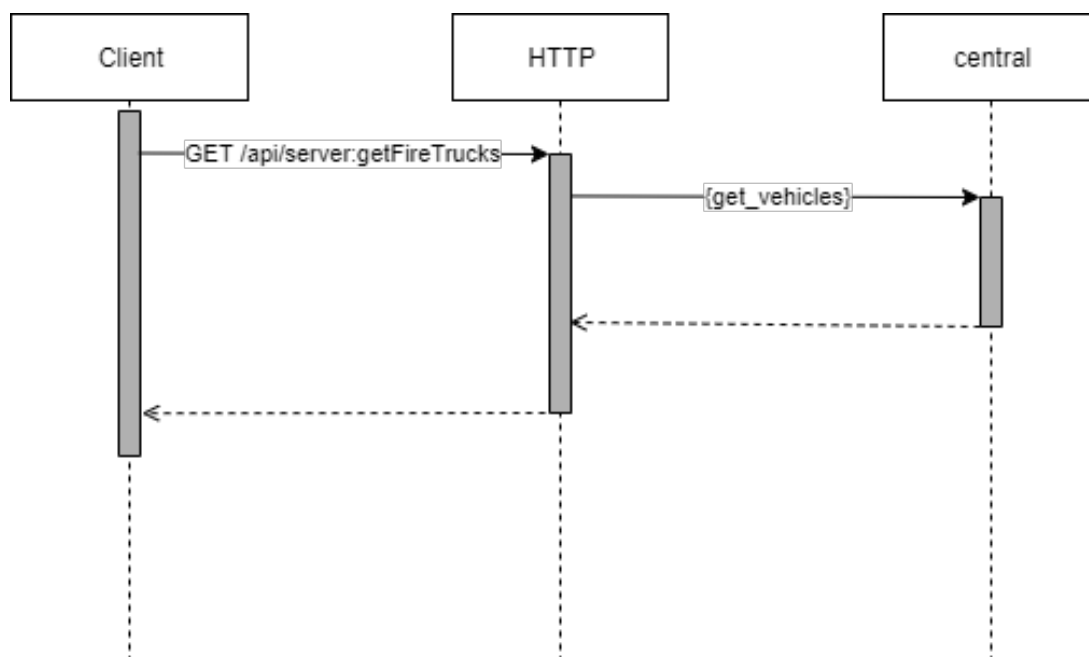 Client
HTTP
central
GET /api/server:getFireTrucks
{get_vehicles}